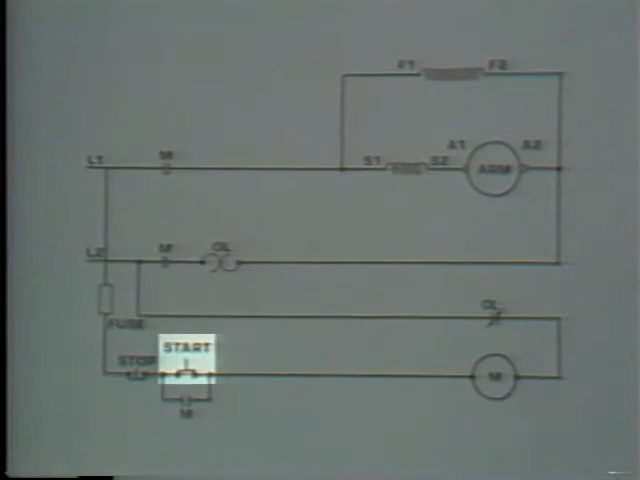 F1 F2
A1 A2
L1 M S1 S2 ARM
L2 M OL
OL
FUSE
START
STOP
M
M